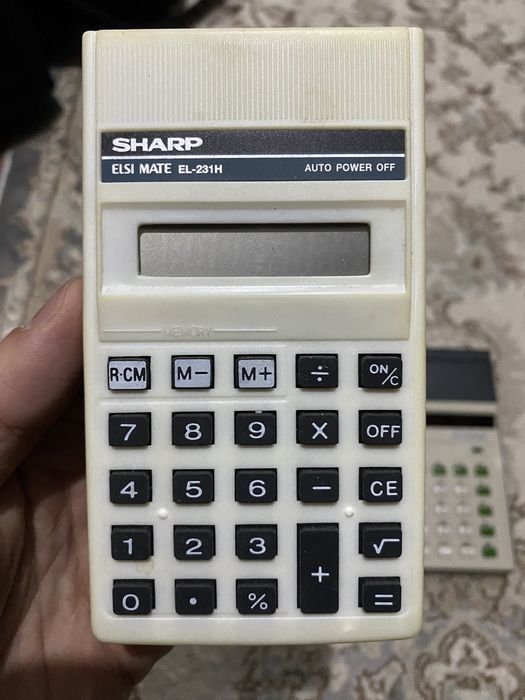 SHARP
ELSI MATE EL-231H AUTO POWER OFF
MEMORY
R·CM M− M+ ÷ ON/C
7 8 9 X OFF
4 5 6 − CE
1 2 3 + √
0 · % =